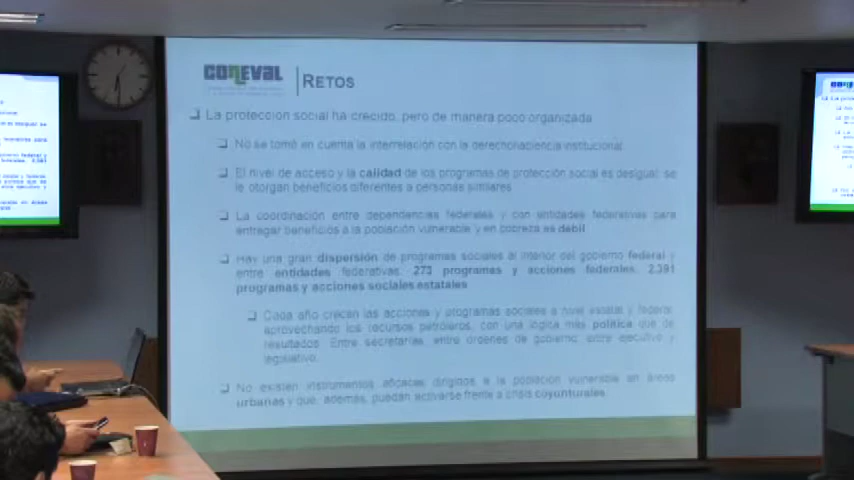 CONEVAL
RETOS
La protección social ha crecido, pero de manera poco organizada
No se tomó en cuenta la interrelación con la derechohabiencia institucional
El nivel de acceso y la calidad de los programas de protección social es desigual: se
le otorgan beneficios diferentes a personas similares
La coordinación entre dependencias federales y con entidades federativas para
entregar beneficios a la población vulnerable y en pobreza es débil
Hay una gran dispersión de programas sociales al interior del gobierno federal y
entre entidades federativas: 273 programas y acciones federales; 2,391
programas y acciones sociales estatales
Cada año crecen las acciones y programas sociales a nivel estatal y federal
aprovechando los recursos petroleros, con una lógica más política que de
resultados. Entre secretarías, entre órdenes de gobierno, entre ejecutivo y
legislativo.
No existen instrumentos eficaces dirigidos a la población vulnerable en áreas
urbanas y que, además, puedan activarse frente a crisis coyunturales